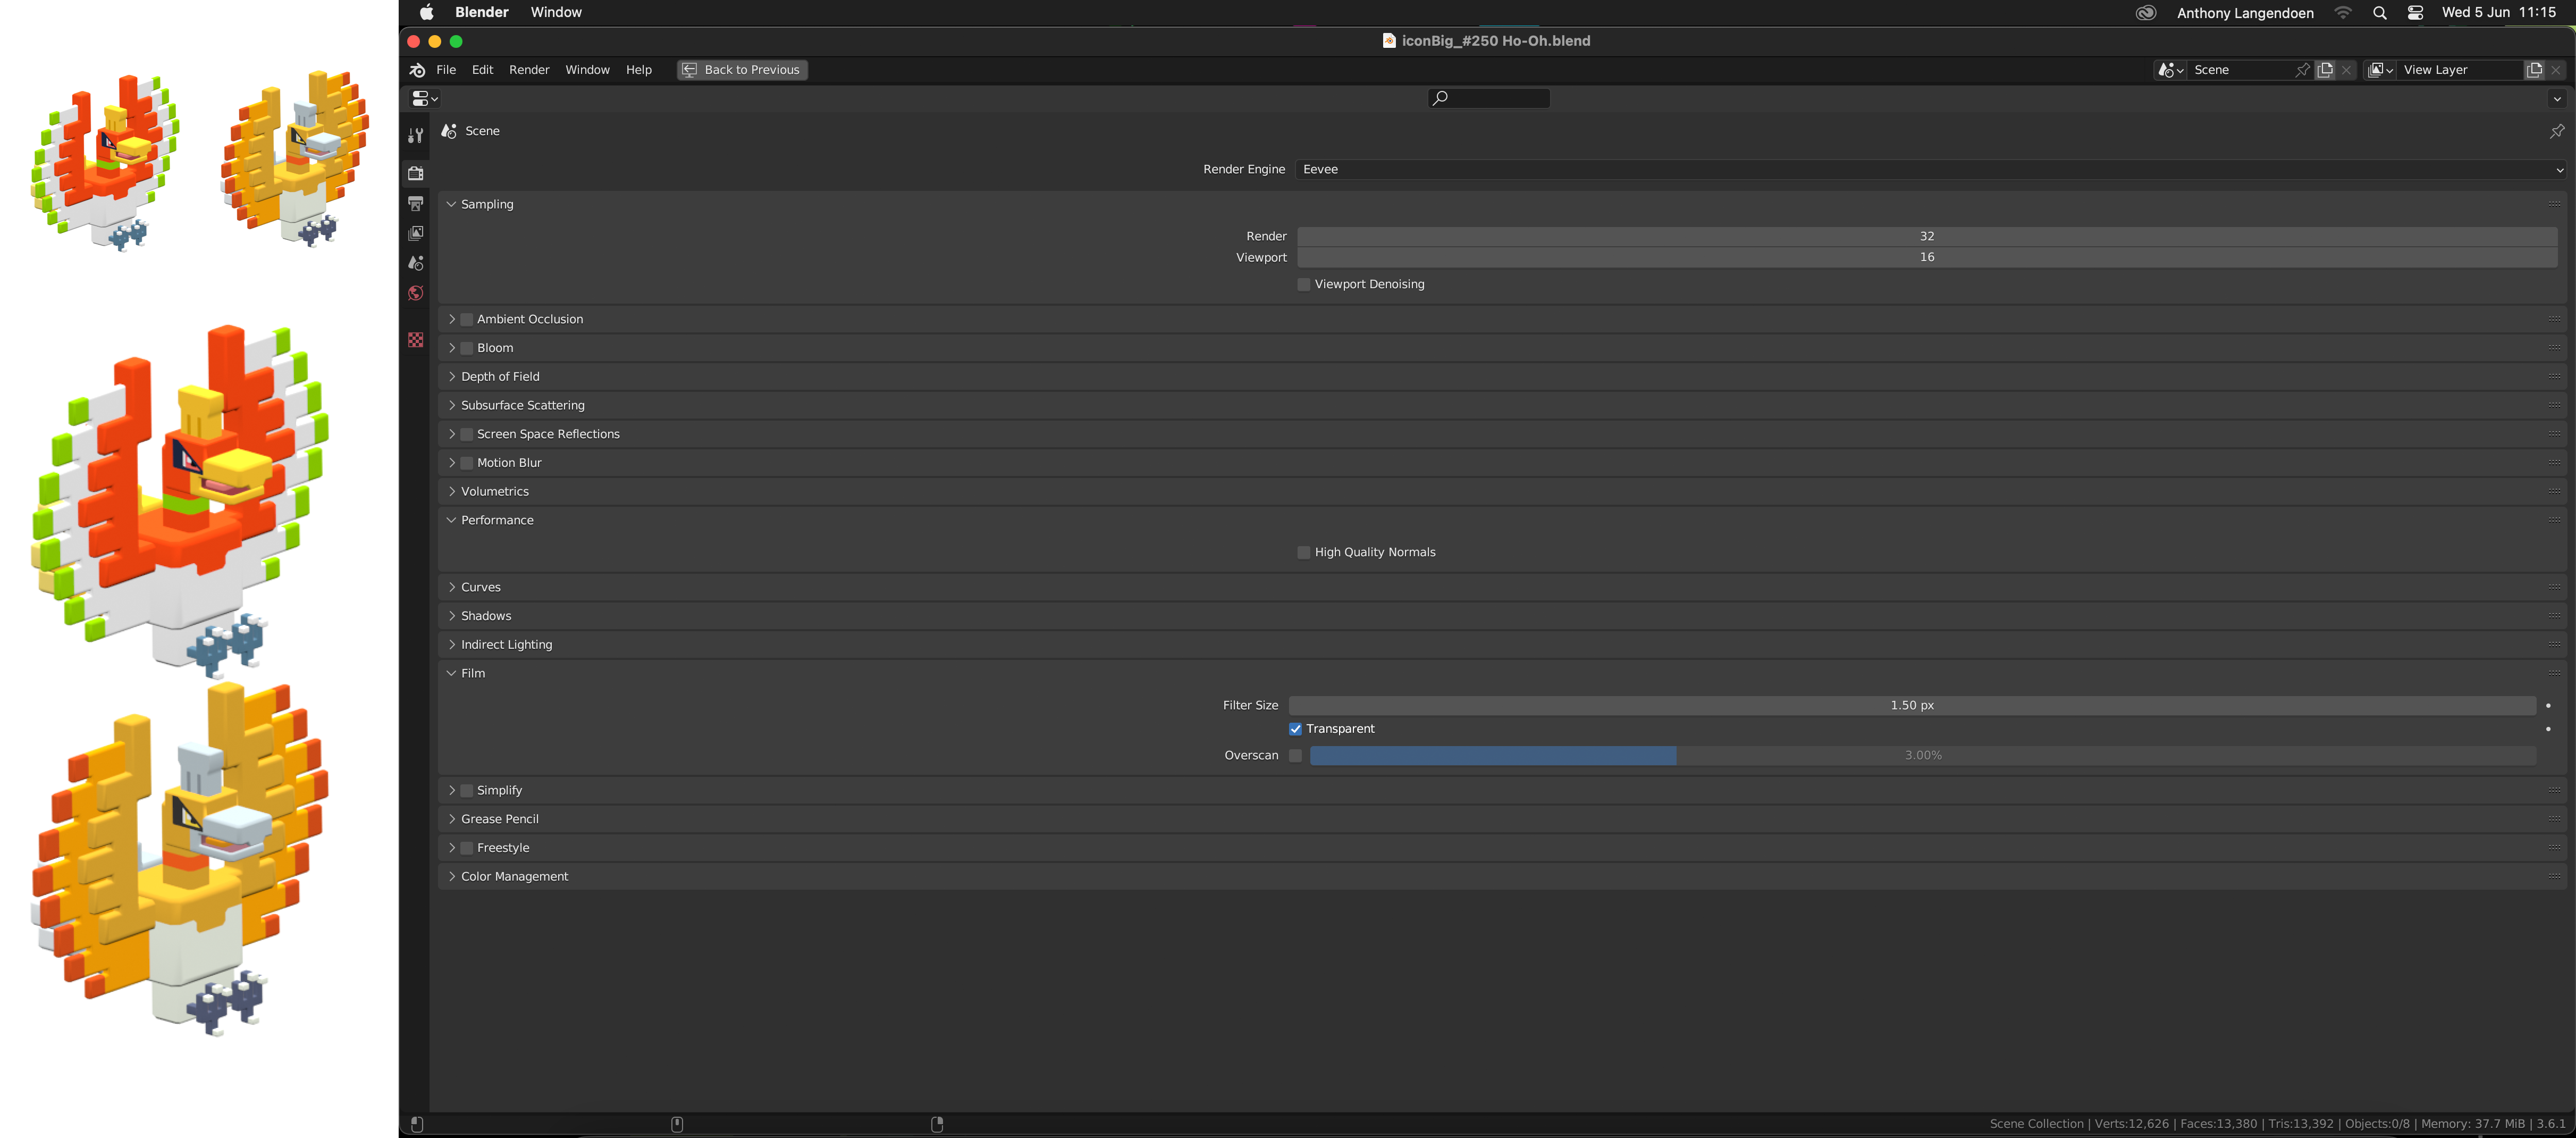 Blender Window Anthony Langendoen Wed 5 Jun 11:15
iconBig_#250 Ho-Oh.blend
File Edit Render Window Help Back to Previous Scene View Layer
Scene
Render Engine Eevee
Sampling
Render 32
Viewport 16
Viewport Denoising
Ambient Occlusion
Bloom
Depth of Field
Subsurface Scattering
Screen Space Reflections
Motion Blur
Volumetrics
Performance
High Quality Normals
Curves
Shadows
Indirect Lighting
Film
Filter Size 1.50 px
Transparent
Overscan 3.00%
Simplify
Grease Pencil
Freestyle
Color Management
Scene Collection | Verts:12,626 | Faces:13,380 | Tris:13,392 | Objects:0/8 | Memory: 37.7 MiB | 3.6.1